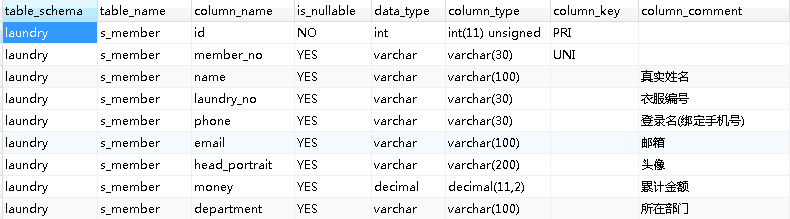 table_schema table_name column_name is_nullable data_type column_type column_key column_comment
laundry s_member id NO int int(11) unsigned PRI
laundry s_member member_no YES varchar varchar(30) UNI
laundry s_member name YES varchar varchar(100) 真实姓名
laundry s_member laundry_no YES varchar varchar(30) 衣服编号
laundry s_member phone YES varchar varchar(30) 登录名(绑定手机号)
laundry s_member email YES varchar varchar(100) 邮箱
laundry s_member head_portrait YES varchar varchar(200) 头像
laundry s_member money YES decimal decimal(11,2) 累计金额
laundry s_member department YES varchar varchar(100) 所在部门